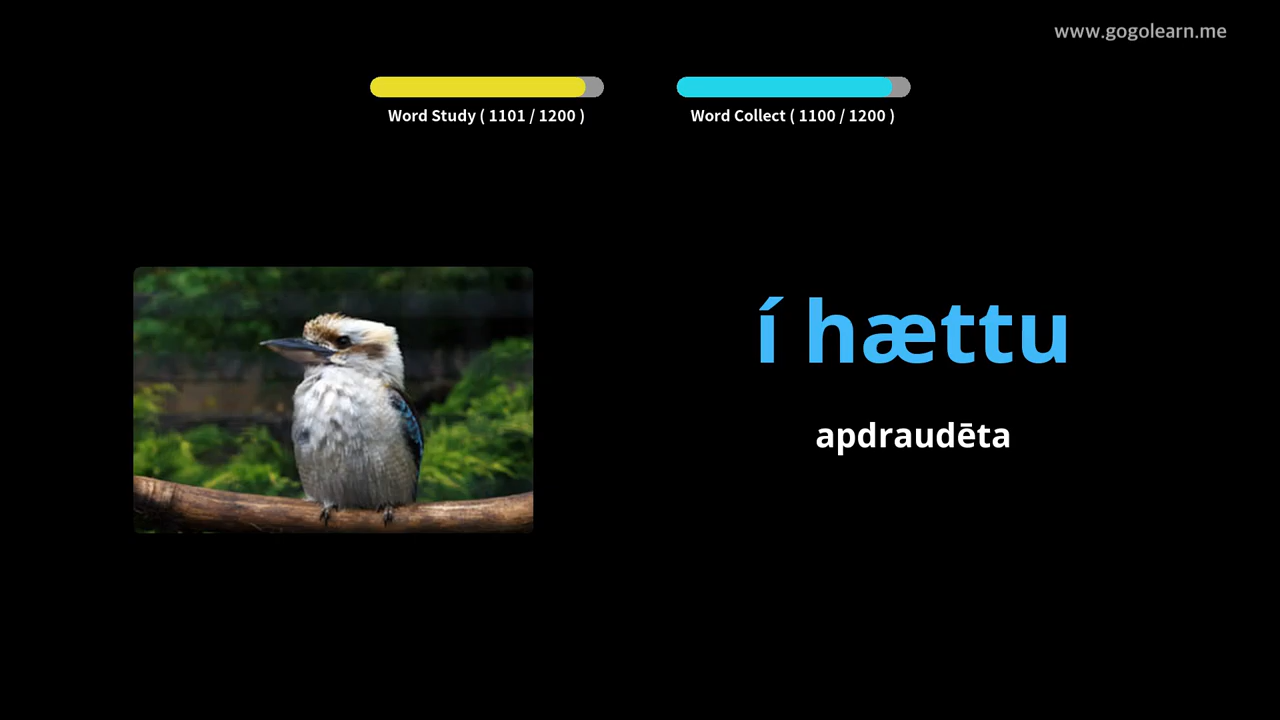 www.gogolearn.me
Word Study ( 1101 / 1200 )
Word Collect ( 1100 / 1200 )
í hættu
apdraudēta